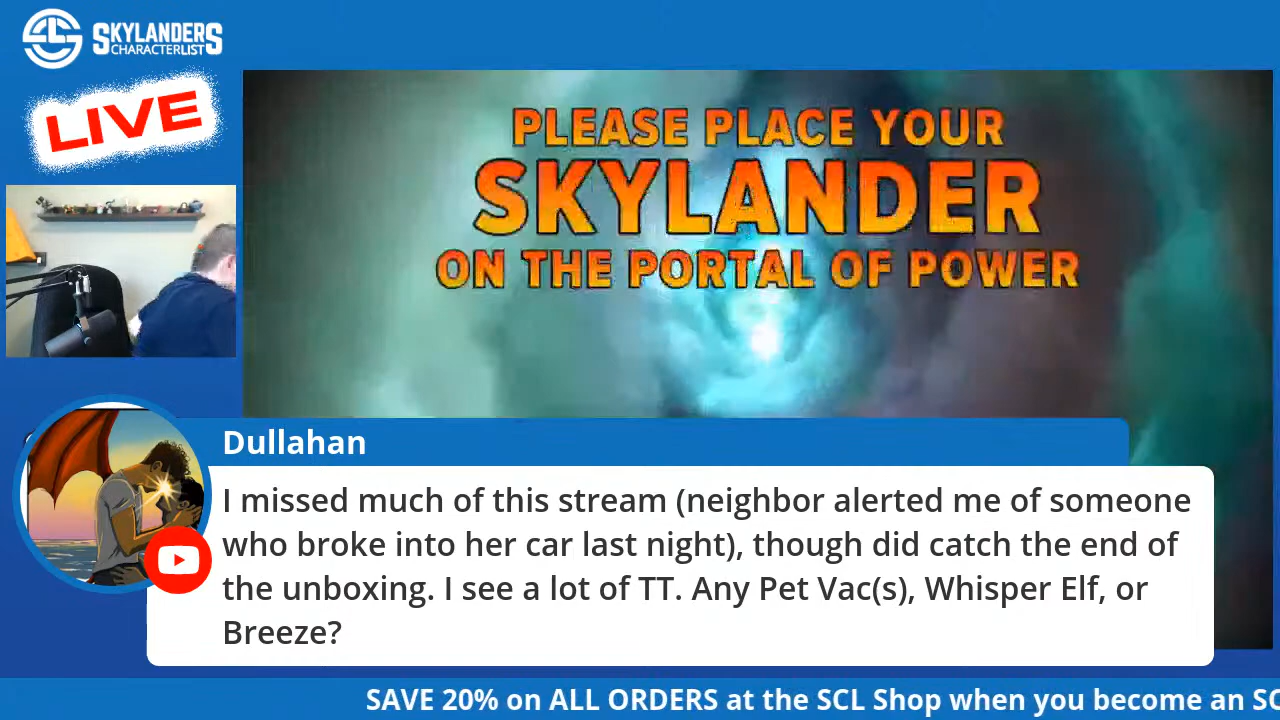 SKYLANDERS
CHARACTERLIST
LIVE
PLEASE PLACE YOUR
SKYLANDER
ON THE PORTAL OF POWER
Dullahan
I missed much of this stream (neighbor alerted me of someone
who broke into her car last night), though did catch the end of
the unboxing. I see a lot of TT. Any Pet Vac(s), Whisper Elf, or
Breeze?
SAVE 20% on ALL ORDERS at the SCL Shop when you become an SC